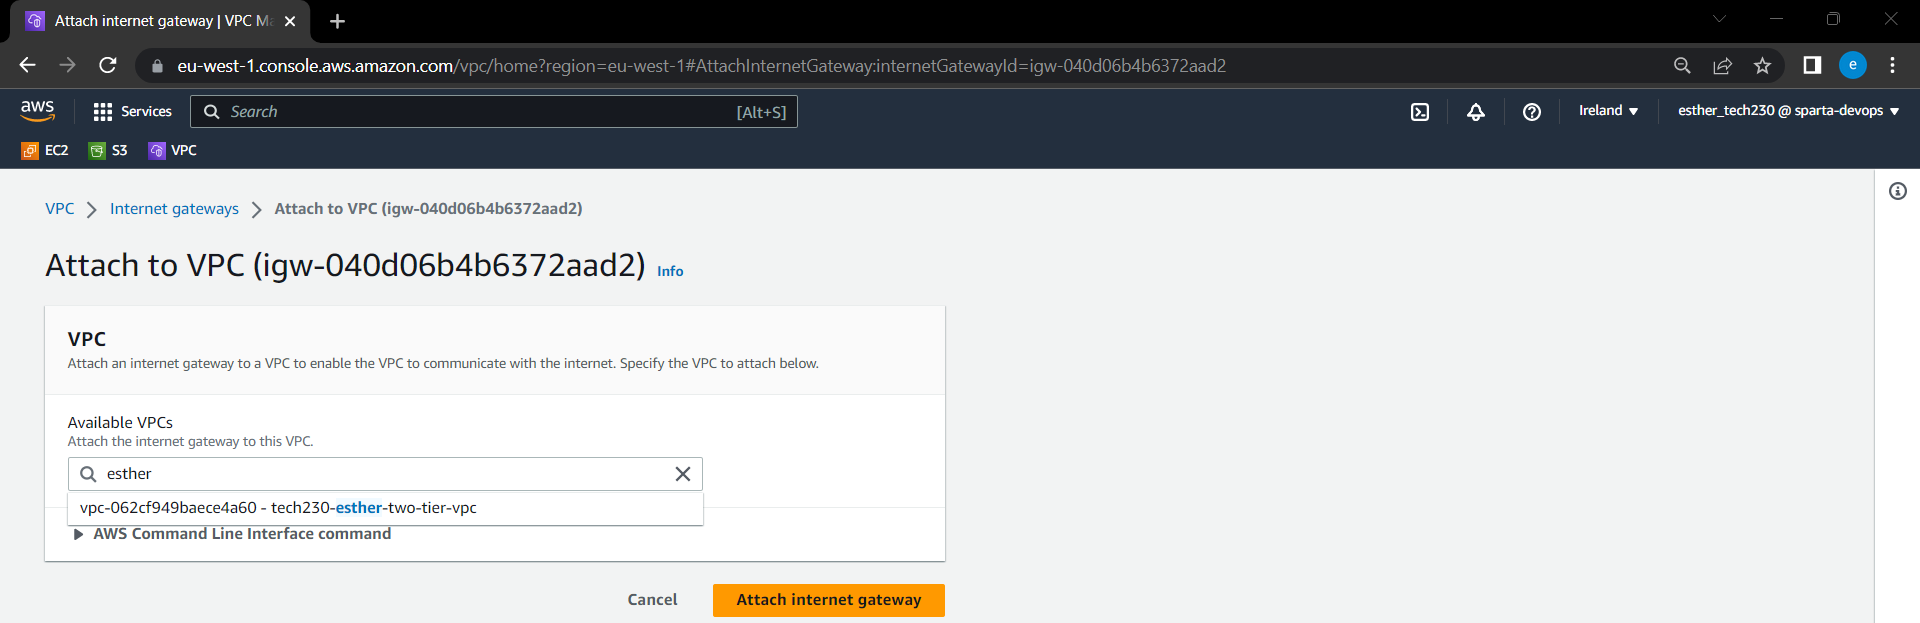 Attach internet gateway | VPC Ma
eu-west-1.console.aws.amazon.com/vpc/home?region=eu-west-1#AttachInternetGateway:internetGatewayId=igw-040d06b4b6372aad2
e
aws
Services
Search
[Alt+S]
Ireland
esther_tech230 @ sparta-devops
EC2
S3
VPC
VPC
Internet gateways
Attach to VPC (igw-040d06b4b6372aad2)
Attach to VPC (igw-040d06b4b6372aad2) Info
VPC
Attach an internet gateway to a VPC to enable the VPC to communicate with the internet. Specify the VPC to attach below.
Available VPCs
Attach the internet gateway to this VPC.
esther
vpc-062cf949baece4a60 - tech230-esther-two-tier-vpc
AWS Command Line Interface command
Cancel
Attach internet gateway